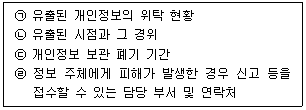 ㉠ 유출된 개인정보의 위탁 현황
㉡ 유출된 시점과 그 경위
㉢ 개인정보 보관 폐기 기간
㉣ 정보 주체에게 피해가 발생한 경우 신고 등을
접수할 수 있는 담당 부서 및 연락처